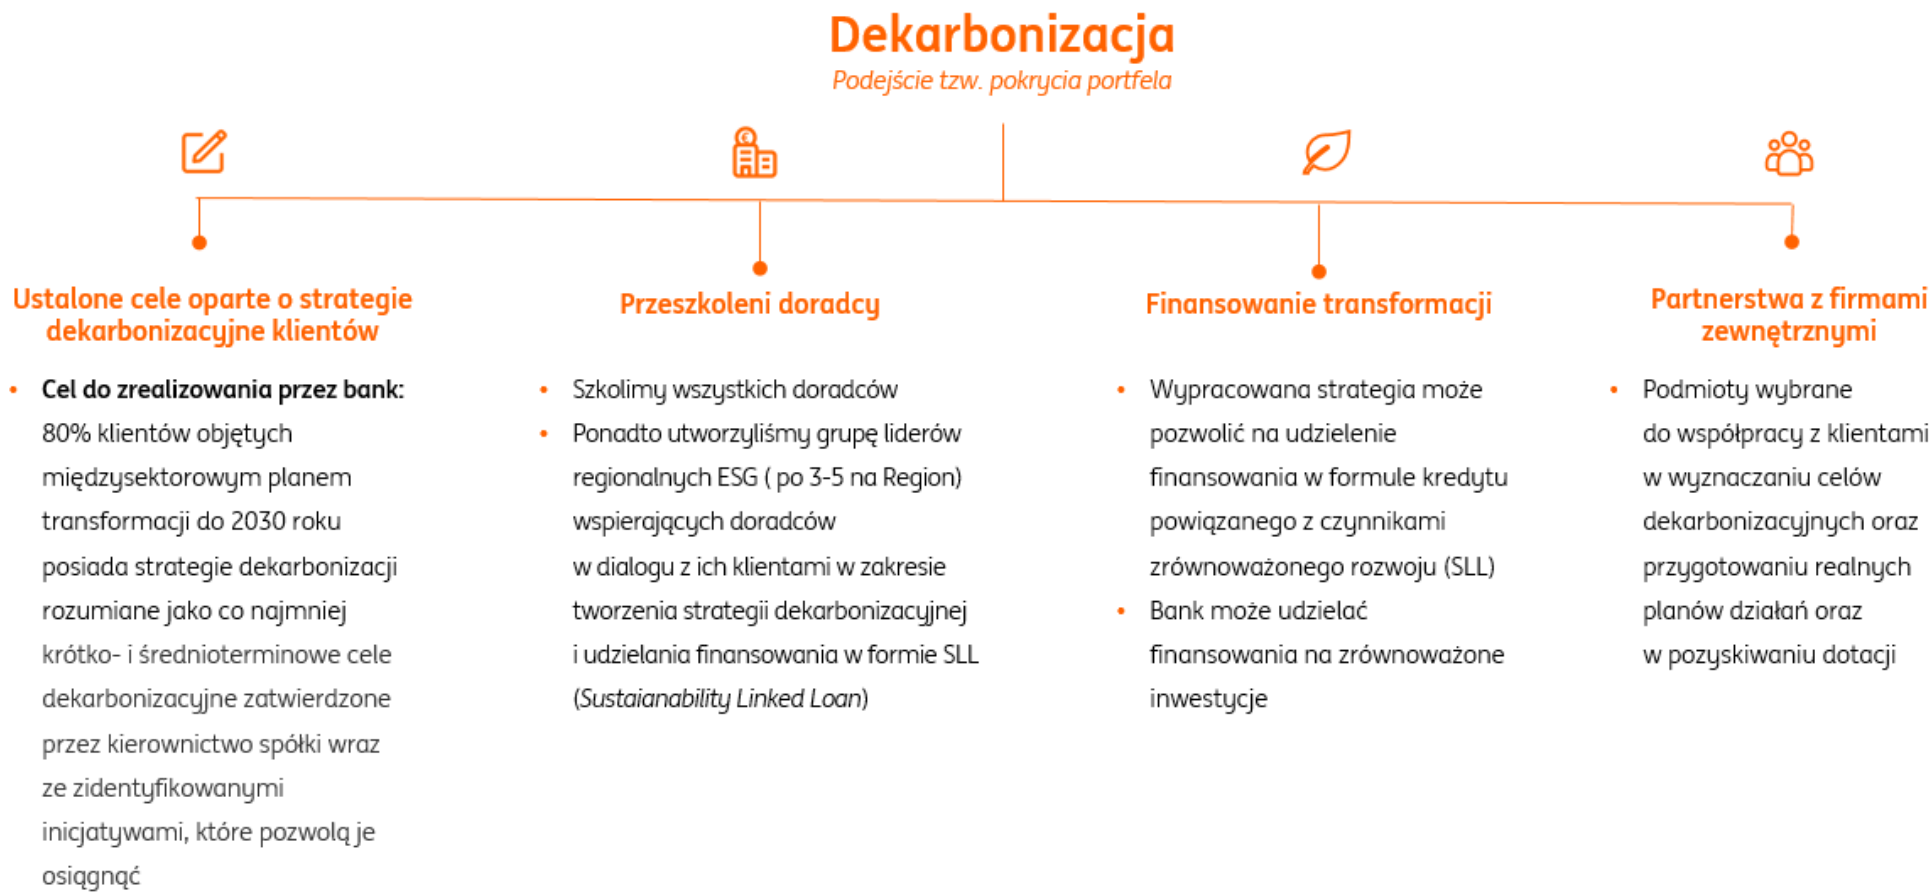 Dekarbonizacja
Podejście tzw. pokrycia portfela
Ustalone cele oparte o strategie
dekarbonizacyjne klientów
• Cel do zrealizowania przez bank:
80% klientów objętych
międzysektorowym planem
transformacji do 2030 roku
posiada strategie dekarbonizacji
rozumiane jako co najmniej
krótko- i średnioterminowe cele
dekarbonizacyjne zatwierdzone
przez kierownictwo spółki wraz
ze zidentyfikowanymi
inicjatywami, które pozwolą je
osiągnąć
Przeszkoleni doradcy
• Szkolimy wszystkich doradców
• Ponadto utworzyliśmy grupę liderów
regionalnych ESG ( po 3-5 na Region)
wspierających doradców
w dialogu z ich klientami w zakresie
tworzenia strategii dekarbonizacyjnej
i udzielania finansowania w formie SLL
(Sustaianability Linked Loan)
Finansowanie transformacji
• Wypracowana strategia może
pozwolić na udzielenie
finansowania w formule kredytu
powiązanego z czynnikami
zrównoważonego rozwoju (SLL)
• Bank może udzielać
finansowania na zrównoważone
inwestycje
Partnerstwa z firmami
zewnętrznymi
• Podmioty wybrane
do współpracy z klientami
w wyznaczaniu celów
dekarbonizacyjnych oraz
przygotowaniu realnych
planów działań oraz
w pozyskiwaniu dotacji